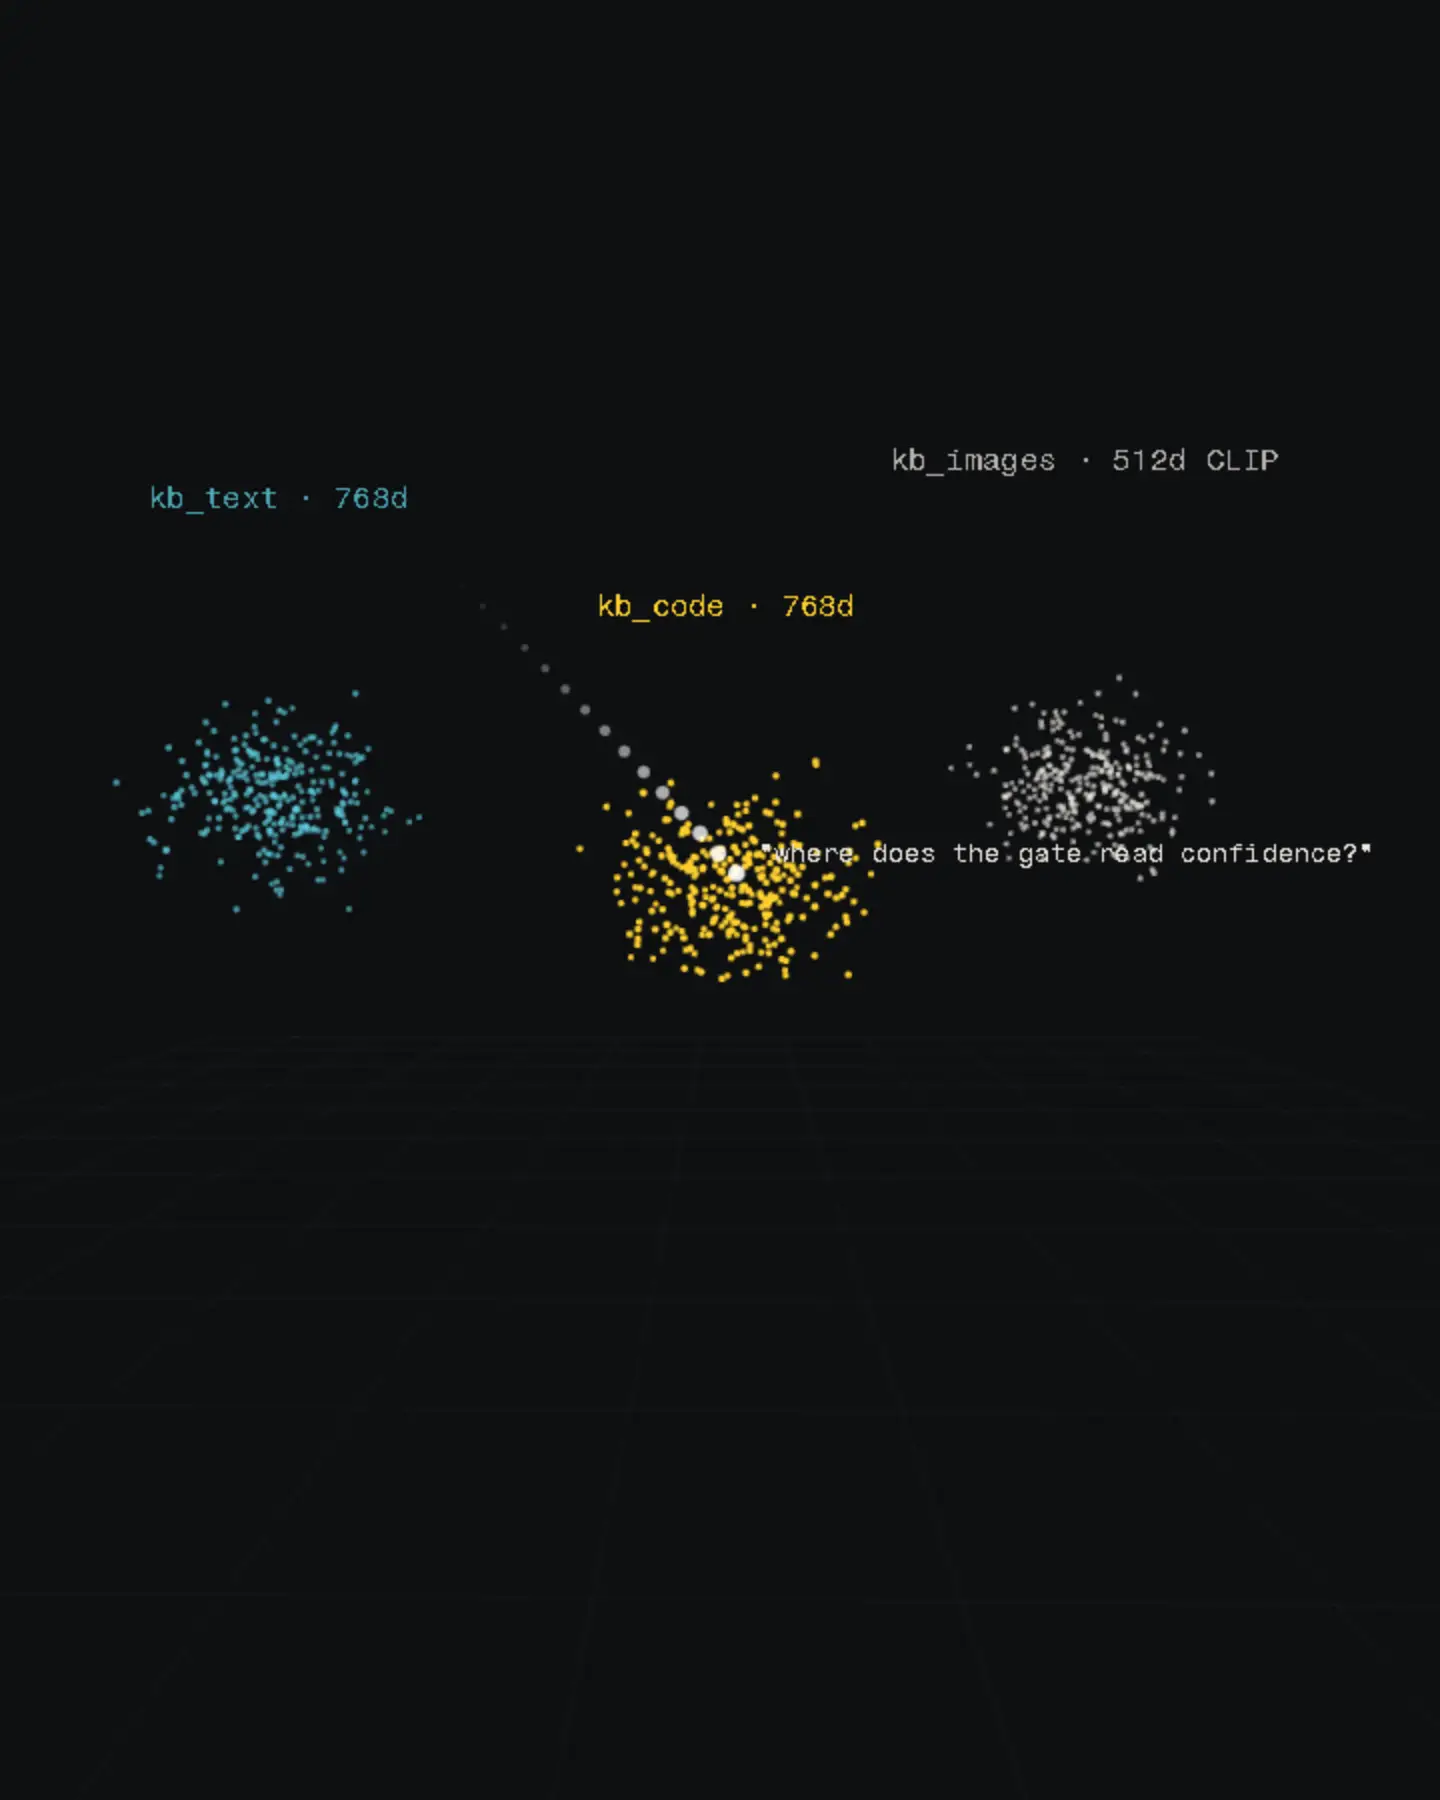 kb_images · 512d CLIP
kb_text · 768d
kb_code · 768d
"where does the gate read confidence?"